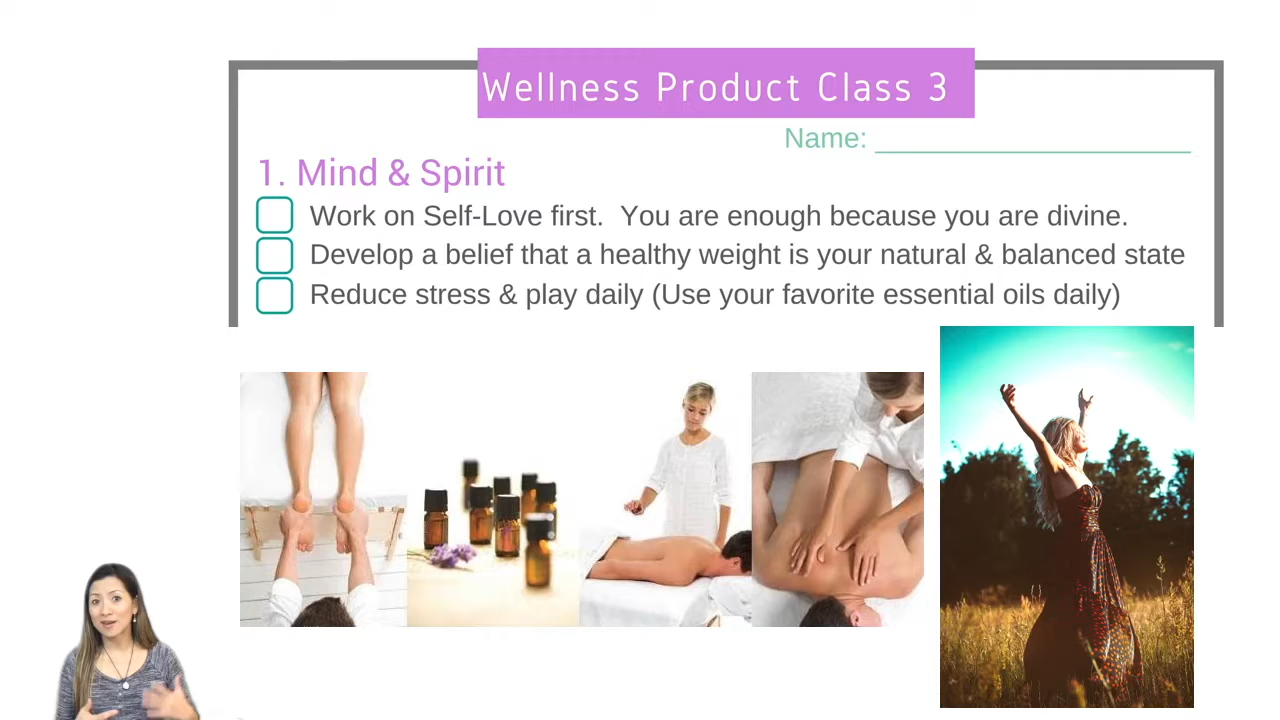 Wellness Product Class 3
Name: ____________________
1. Mind & Spirit
Work on Self-Love first.  You are enough because you are divine.
Develop a belief that a healthy weight is your natural & balanced state
Reduce stress & play daily (Use your favorite essential oils daily)